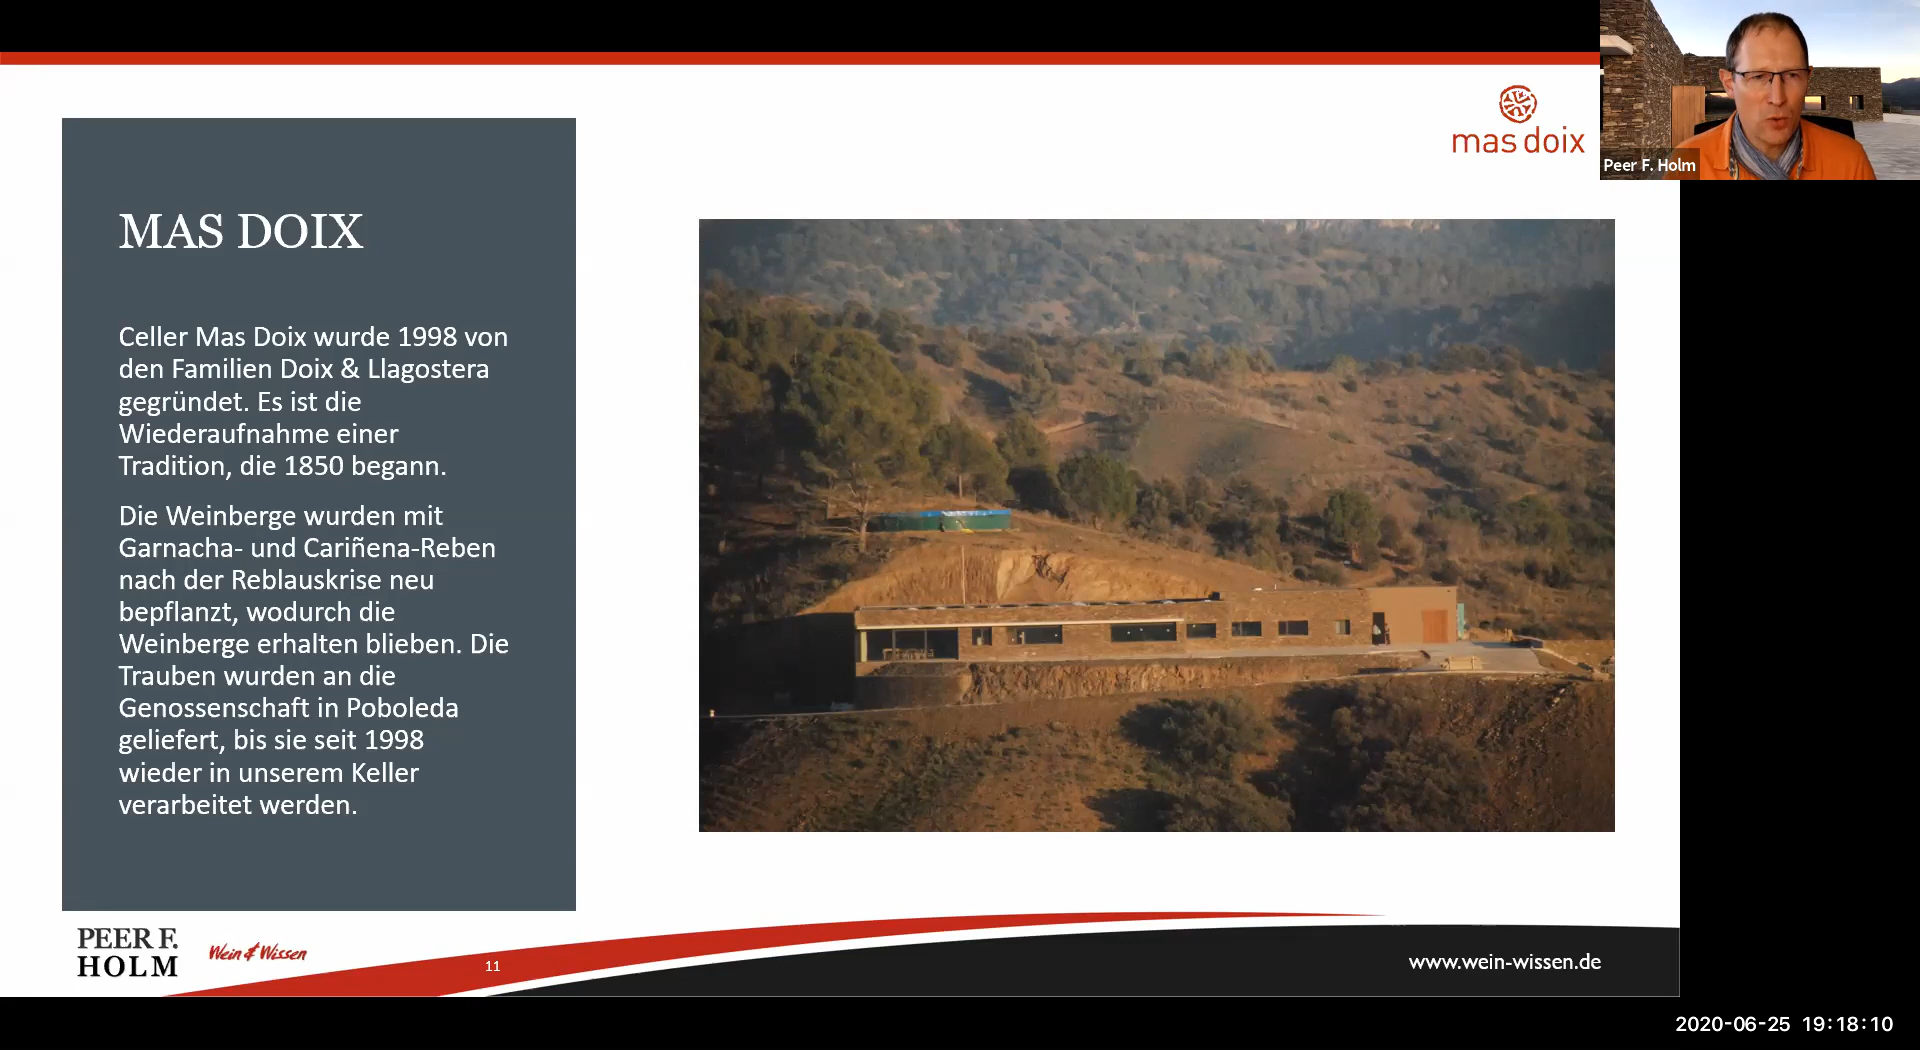 mas doix
Peer F. Holm
MAS DOIX
Celler Mas Doix wurde 1998 von
den Familien Doix & Llagostera
gegründet. Es ist die
Wiederaufnahme einer
Tradition, die 1850 begann.
Die Weinberge wurden mit
Garnacha- und Cariñena-Reben
nach der Reblauskrise neu
bepflanzt, wodurch die
Weinberge erhalten blieben. Die
Trauben wurden an die
Genossenschaft in Poboleda
geliefert, bis sie seit 1998
wieder in unserem Keller
verarbeitet werden.
PEER F.
HOLM
Wein & Wissen
11
www.wein-wissen.de
2020-06-25 19:18:10